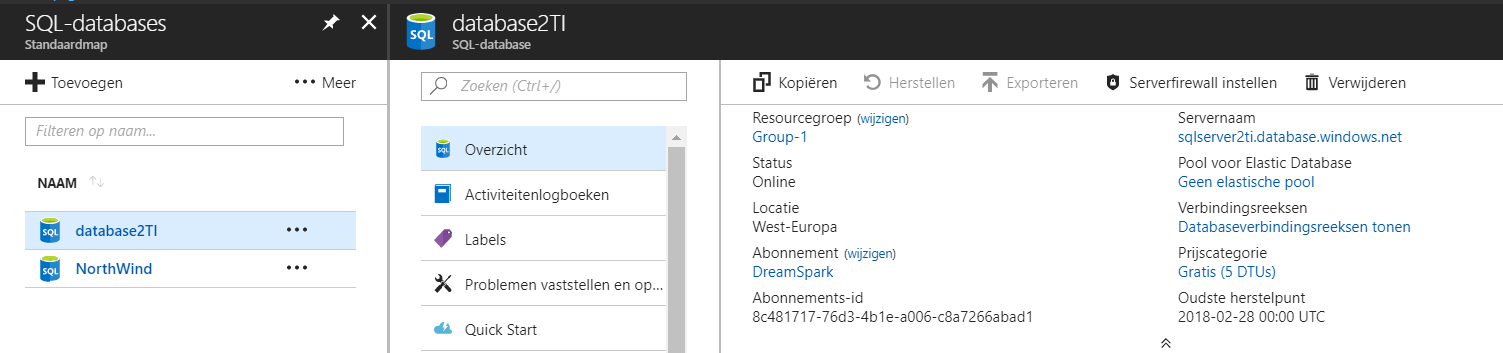 SQL-databases
Standaardmap
Toevoegen
Meer
Filteren op naam...
NAAM
database2TI
NorthWind
database2TI
SQL-database
Zoeken (Ctrl+/)
Overzicht
Activiteitenlogboeken
Labels
Problemen vaststellen en op...
Quick Start
Kopiëren
Herstellen
Exporteren
Serverfirewall instellen
Verwijderen
Resourcegroep (wijzigen)
Group-1
Status
Online
Locatie
West-Europa
Abonnement (wijzigen)
DreamSpark
Abonnements-id
8c481717-76d3-4b1e-a006-c8a7266abad1
Servernaam
sqlserver2ti.database.windows.net
Pool voor Elastic Database
Geen elastische pool
Verbindingsreeksen
Databaseverbindingsreeksen tonen
Prijscategorie
Gratis (5 DTUs)
Oudste herstelpunt
2018-02-28 00:00 UTC